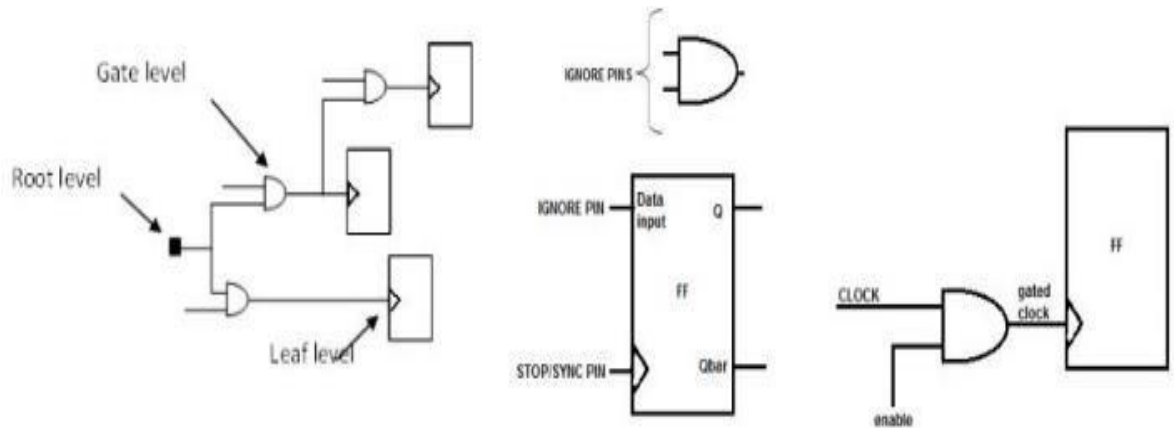 Gate level
Root level
Leaf level
IGNORE PINS
IGNORE PIN
Data
input
Q
FF
STOP/SYNC PIN
Qbar
CLOCK
gated
clock
enable
FF